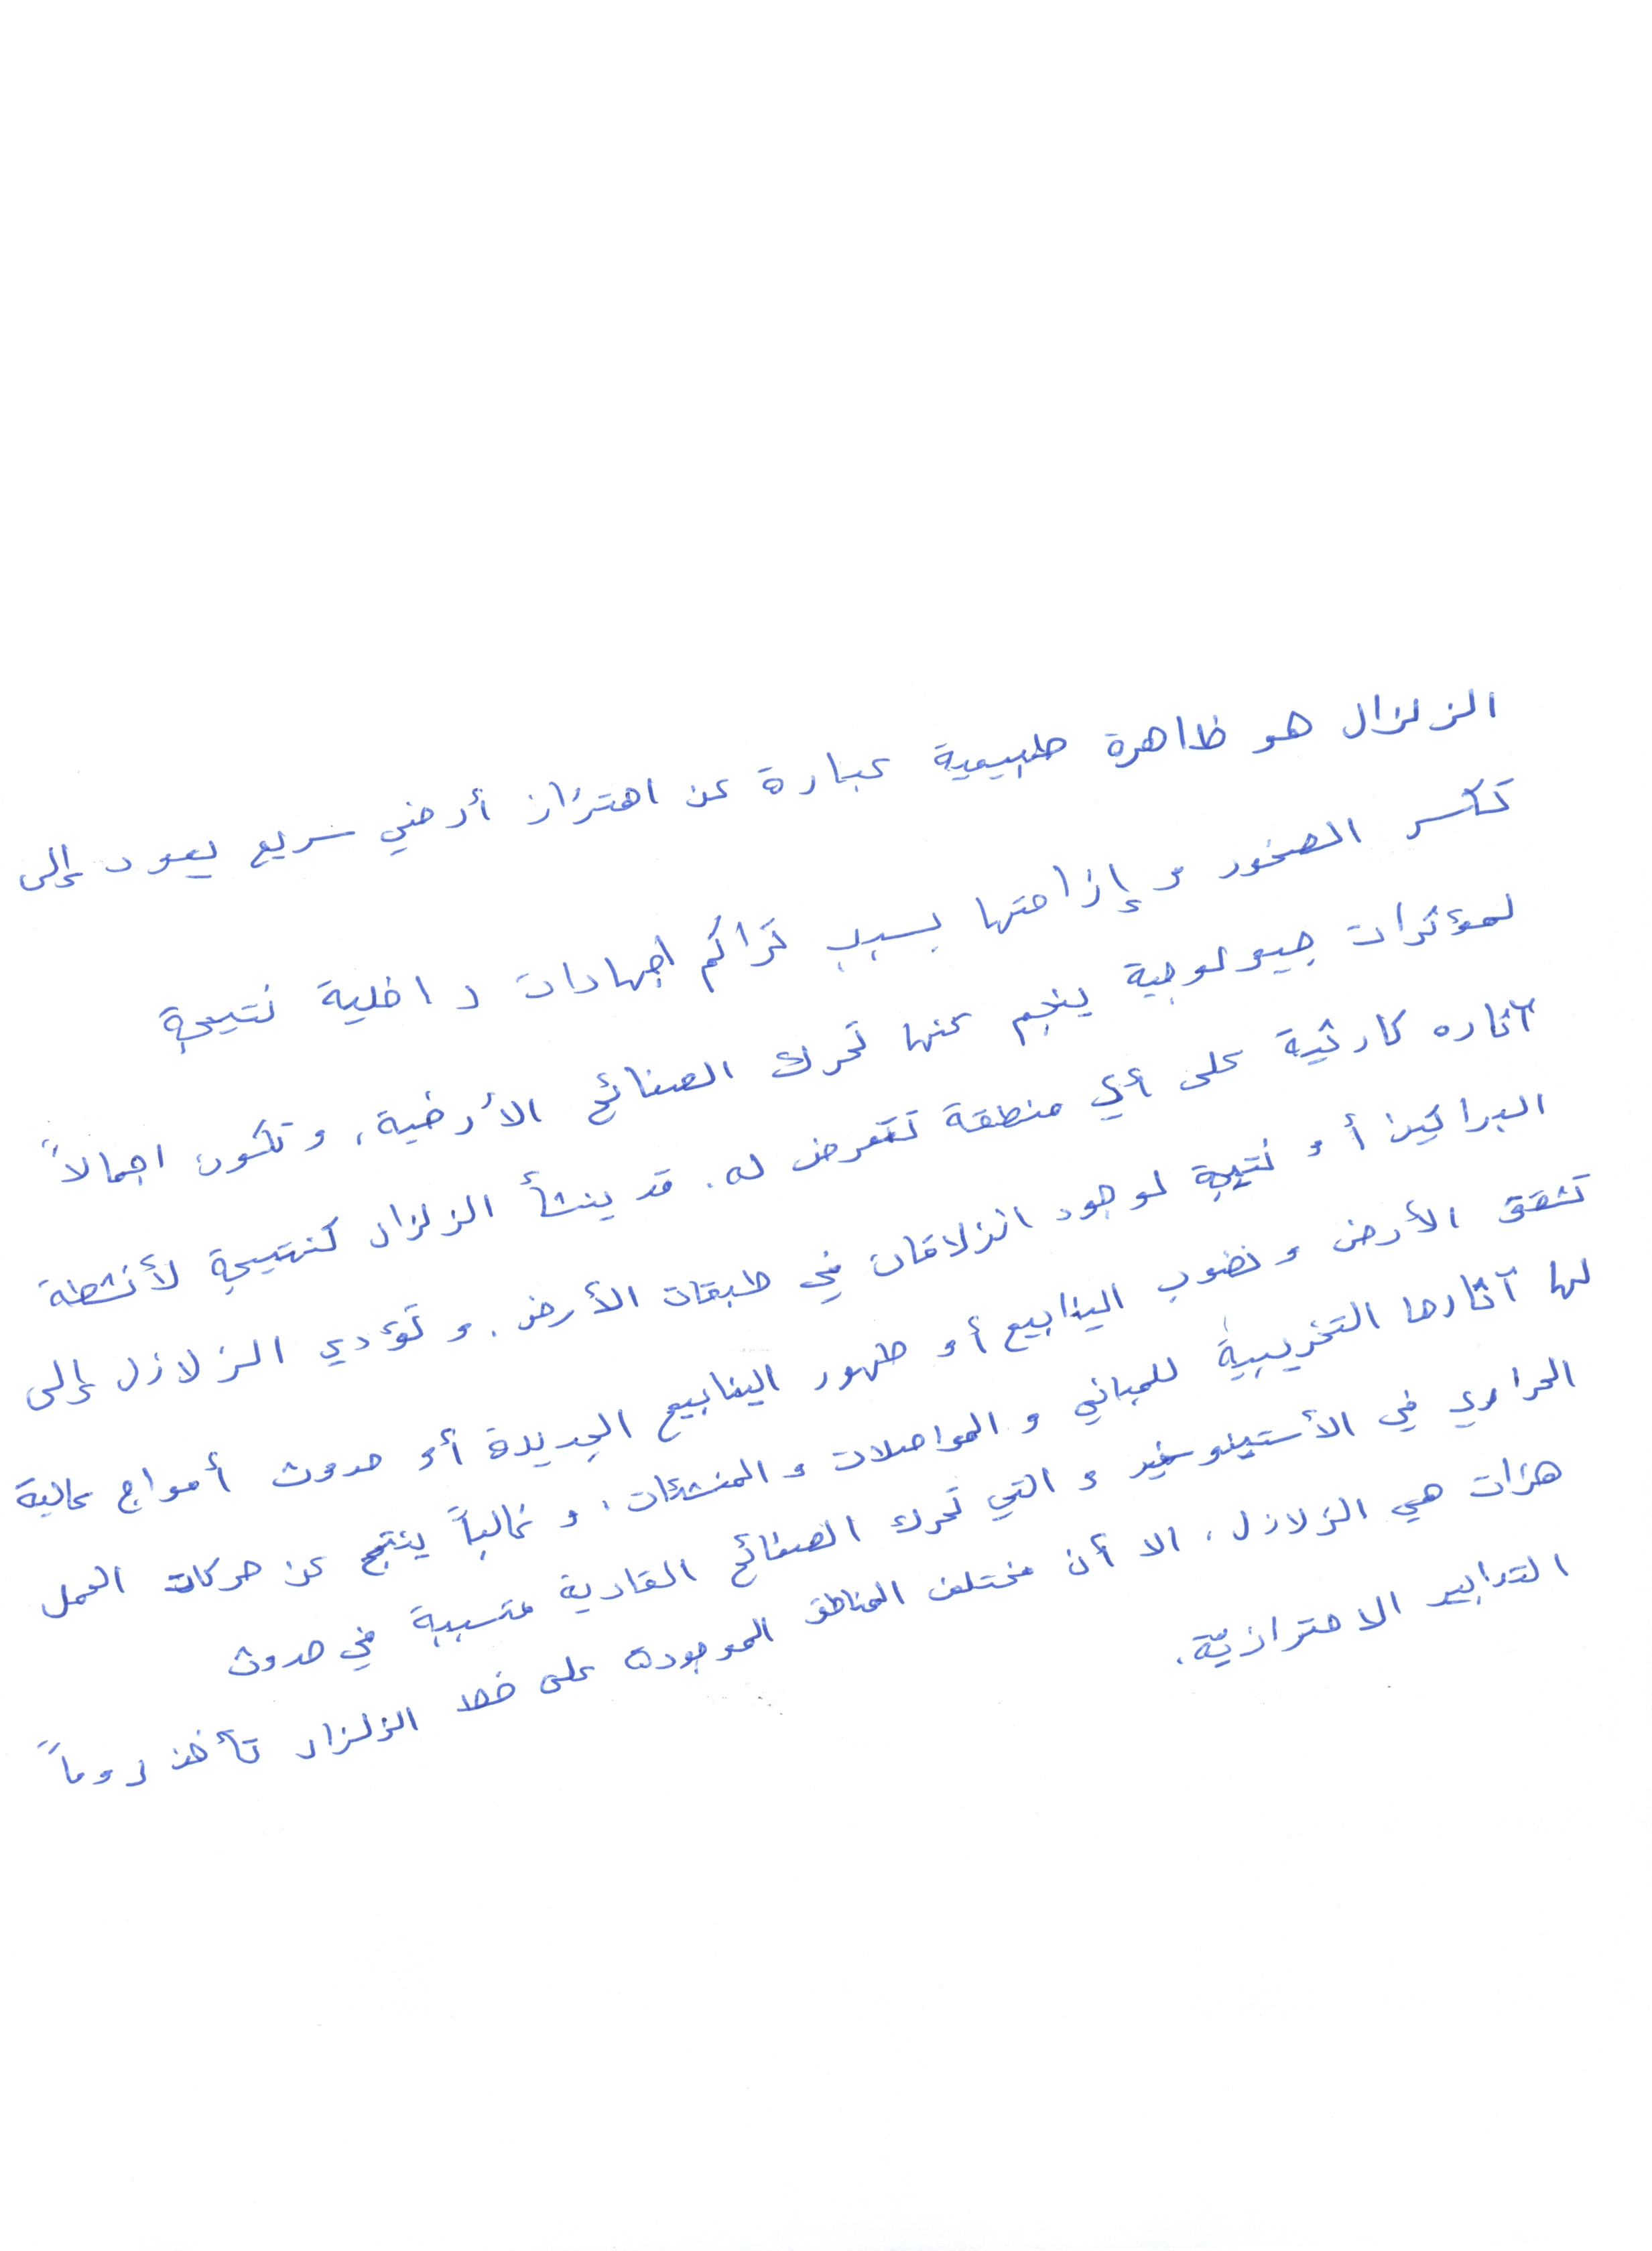 الزلزال هو ظاهرة طبيعية عبارة عن اهتزاز أرضي سريع يعود إلى
تكسر الصخور و إزاحتها بسبب تراكم اجهادات داخلية نتيجة
لمؤثرات جيولوجية ينجم عنها تحرك الصفائح الأرضية، و تكون اجمالاً
آثاره كارثية على أي منطقة تتعرض له. قد ينشأ الزلزال كنتيجة لأنشطة
البراكين أو نتيجة لوجود انزلاقات في طبقات الأرض. و تؤدي الزلازل إلى
تشقق الأرض و نضوب الينابيع أو ظهور الينابيع الجديدة أو حدوث أمواج عالية
لها آثارها التخريبية للمباني و المواصلات و المنشئات، و غالباً ينتج عن حركات الحمل
الحراري في الأستينوسفير و التي تحرك الصفائح القارية متسببة في حدوث
هزات هي الزلازل. الا أن مختلف المناطق الموجودة على خط الزلزال تأخذ دوماً
التدابير الاحترازيّة.